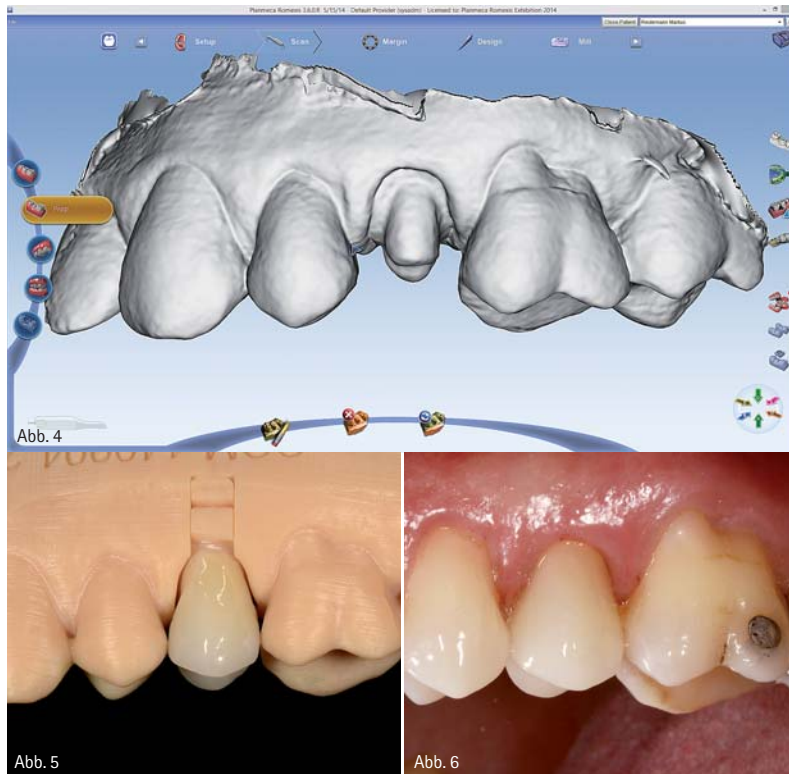 Planmeca Romexis 3.6.0.R 5/15/14 - Default Provider (sysadm) - Licensed to: Planmeca Romexis Exhibition 2014
Close Patient
Setup Scan Margin Design Mill
Prep
Abb. 4
Abb. 5
Abb. 6